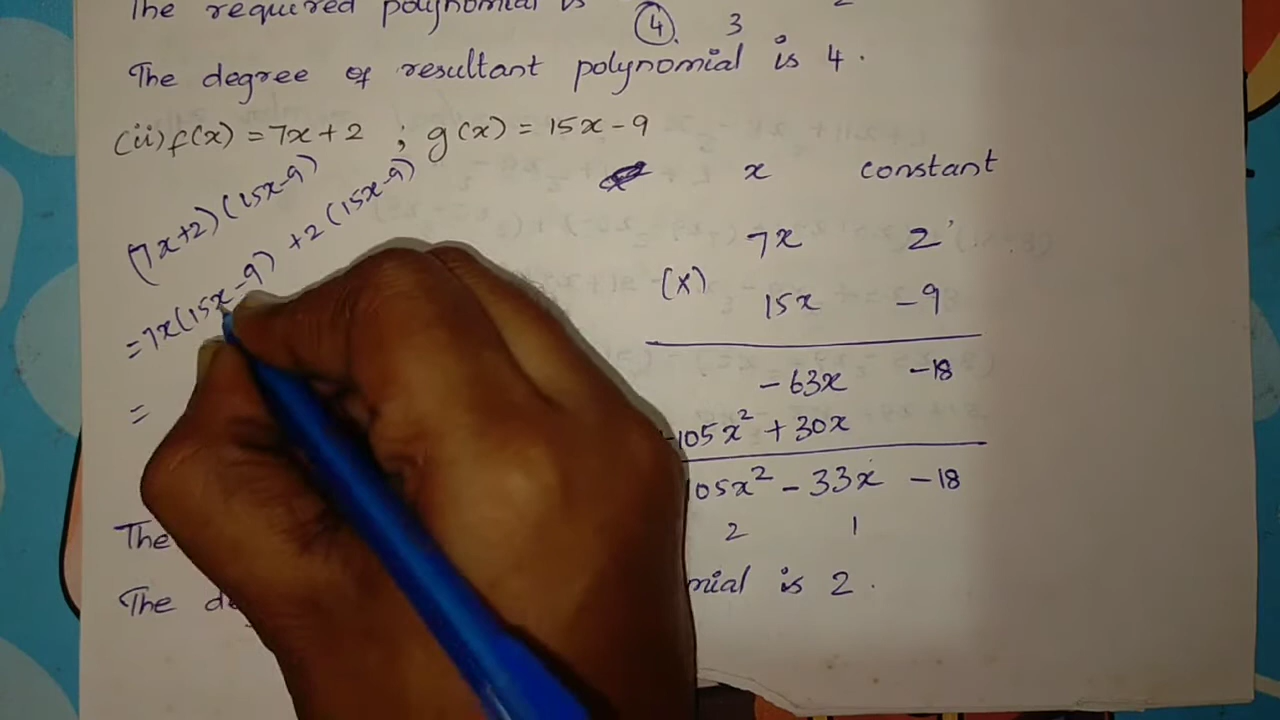 The required polynomial is
4 3
The degree of resultant polynomial is 4.
(ii) f(x) = 7x + 2 ; g(x) = 15x - 9
x constant
(7x+2)(15x-9)
7x 2
= 7x(15x-9) + 2(15x-9)
(x) 15x -9
=
-63x -18
105x² + 30x
105x² - 33x -18
2 1
The
The mial is 2.